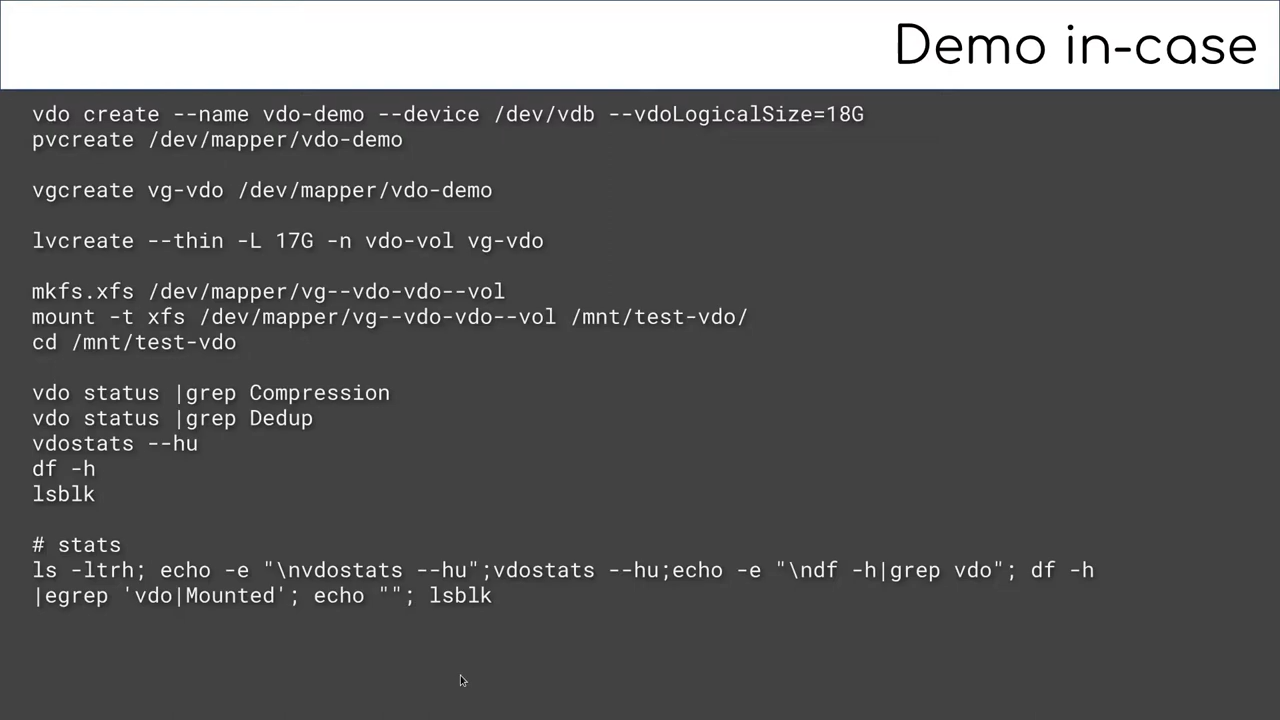 Demo in-case
vdo create --name vdo-demo --device /dev/vdb --vdoLogicalSize=18G
pvcreate /dev/mapper/vdo-demo
vgcreate vg-vdo /dev/mapper/vdo-demo
lvcreate --thin -L 17G -n vdo-vol vg-vdo
mkfs.xfs /dev/mapper/vg--vdo-vdo--vol
mount -t xfs /dev/mapper/vg--vdo-vdo--vol /mnt/test-vdo/
cd /mnt/test-vdo
vdo status |grep Compression
vdo status |grep Dedup
vdostats --hu
df -h
lsblk
# stats
ls -ltrh; echo -e "\nvdostats --hu";vdostats --hu;echo -e "\ndf -h|grep vdo"; df -h
|egrep 'vdo|Mounted'; echo ""; lsblk